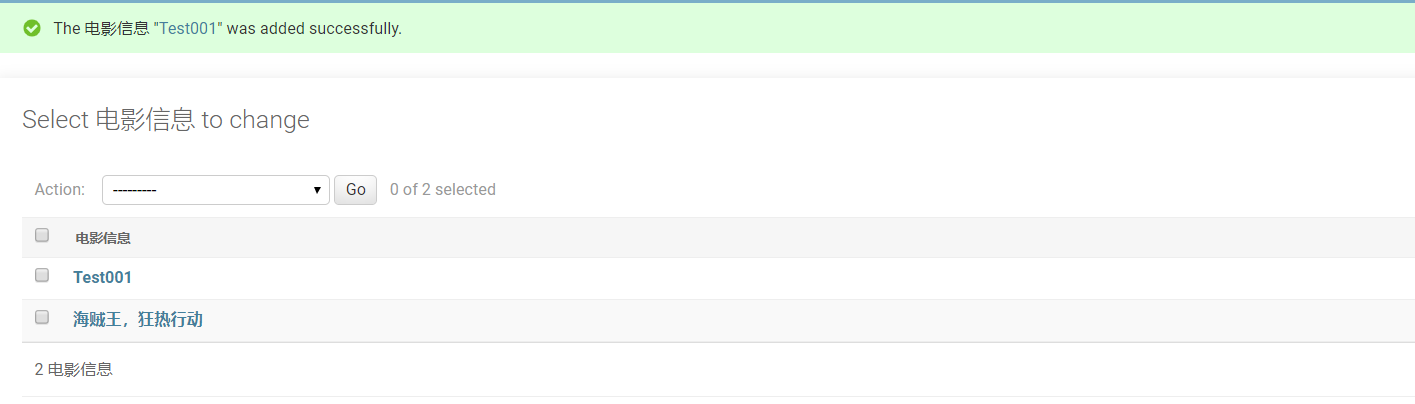 The 电影信息 "Test001" was added successfully.
Select 电影信息 to change
Action: --------- Go 0 of 2 selected
电影信息
Test001
海贼王，狂热行动
2 电影信息